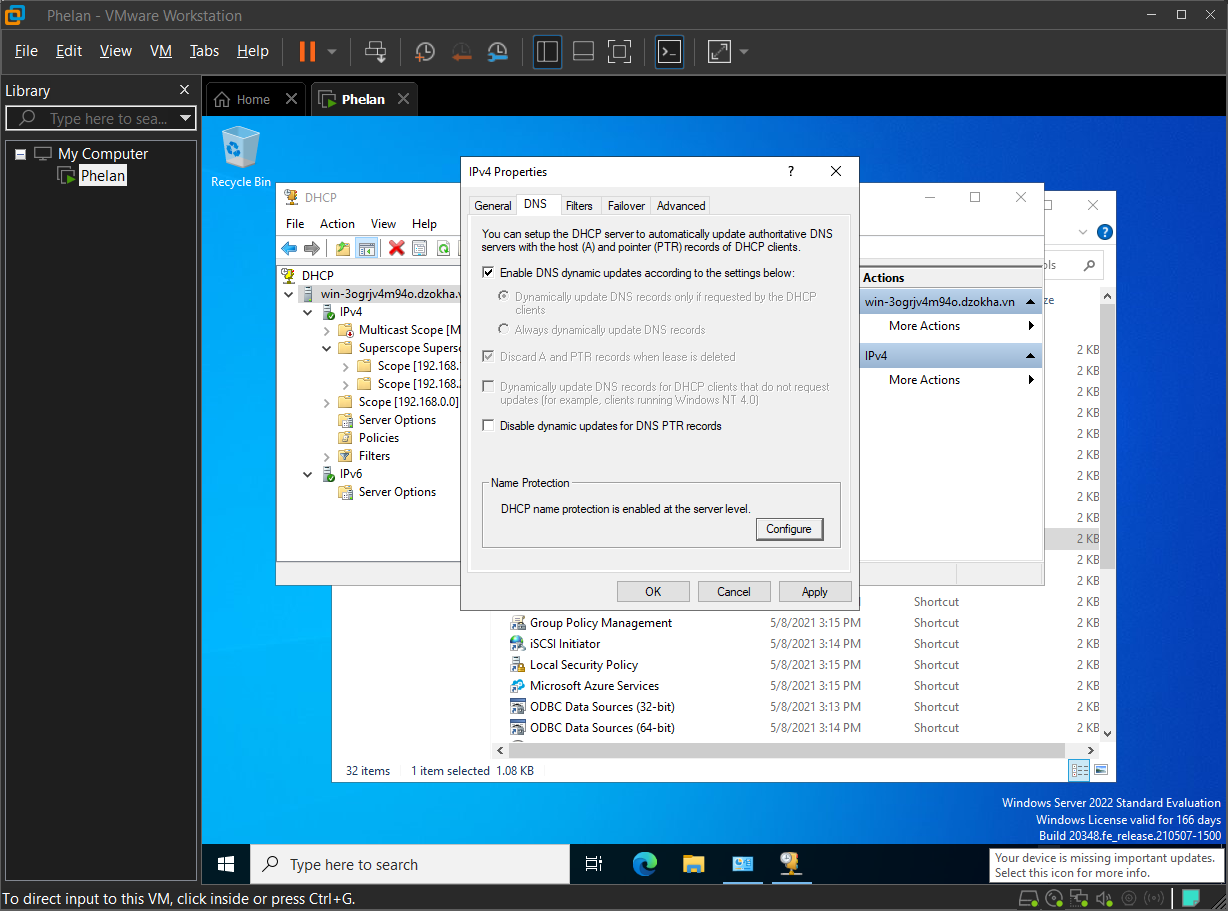 Phelan - VMware Workstation
File Edit View VM Tabs Help
Library
Type here to sea...
My Computer
Phelan
Home
Phelan
Recycle Bin
DHCP
File Action View Help
DHCP
win-3ogrjv4m94o.dzokha.v
IPv4
Multicast Scope [M
Superscope Supersc
Scope [192.168.
Scope [192.168.
Scope [192.168.0.0]
Server Options
Policies
Filters
IPv6
Server Options
IPv4 Properties
?
General DNS Filters Failover Advanced
You can setup the DHCP server to automatically update authoritative DNS
servers with the host (A) and pointer (PTR) records of DHCP clients.
Enable DNS dynamic updates according to the settings below:
Dynamically update DNS records only if requested by the DHCP
clients
Always dynamically update DNS records
Discard A and PTR records when lease is deleted
Dynamically update DNS records for DHCP clients that do not request
updates (for example, clients running Windows NT 4.0)
Disable dynamic updates for DNS PTR records
Name Protection
DHCP name protection is enabled at the server level.
Configure
OK Cancel Apply
Actions
win-3ogrjv4m94o.dzokha.vn
More Actions
IPv4
More Actions
ols
ze
2 KB
2 KB
2 KB
2 KB
2 KB
2 KB
2 KB
2 KB
2 KB
2 KB
2 KB
2 KB
2 KB
Shortcut 2 KB
Group Policy Management 5/8/2021 3:15 PM Shortcut 2 KB
iSCSI Initiator 5/8/2021 3:14 PM Shortcut 2 KB
Local Security Policy 5/8/2021 3:15 PM Shortcut 2 KB
Microsoft Azure Services 5/8/2021 3:15 PM Shortcut 2 KB
ODBC Data Sources (32-bit) 5/8/2021 3:13 PM Shortcut 2 KB
ODBC Data Sources (64-bit) 5/8/2021 3:14 PM Shortcut 2 KB
32 items 1 item selected 1.08 KB
Windows Server 2022 Standard Evaluation
Windows License valid for 166 days
Build 20348.fe_release.210507-1500
Type here to search
Your device is missing important updates.
Select this icon for more info.
To direct input to this VM, click inside or press Ctrl+G.